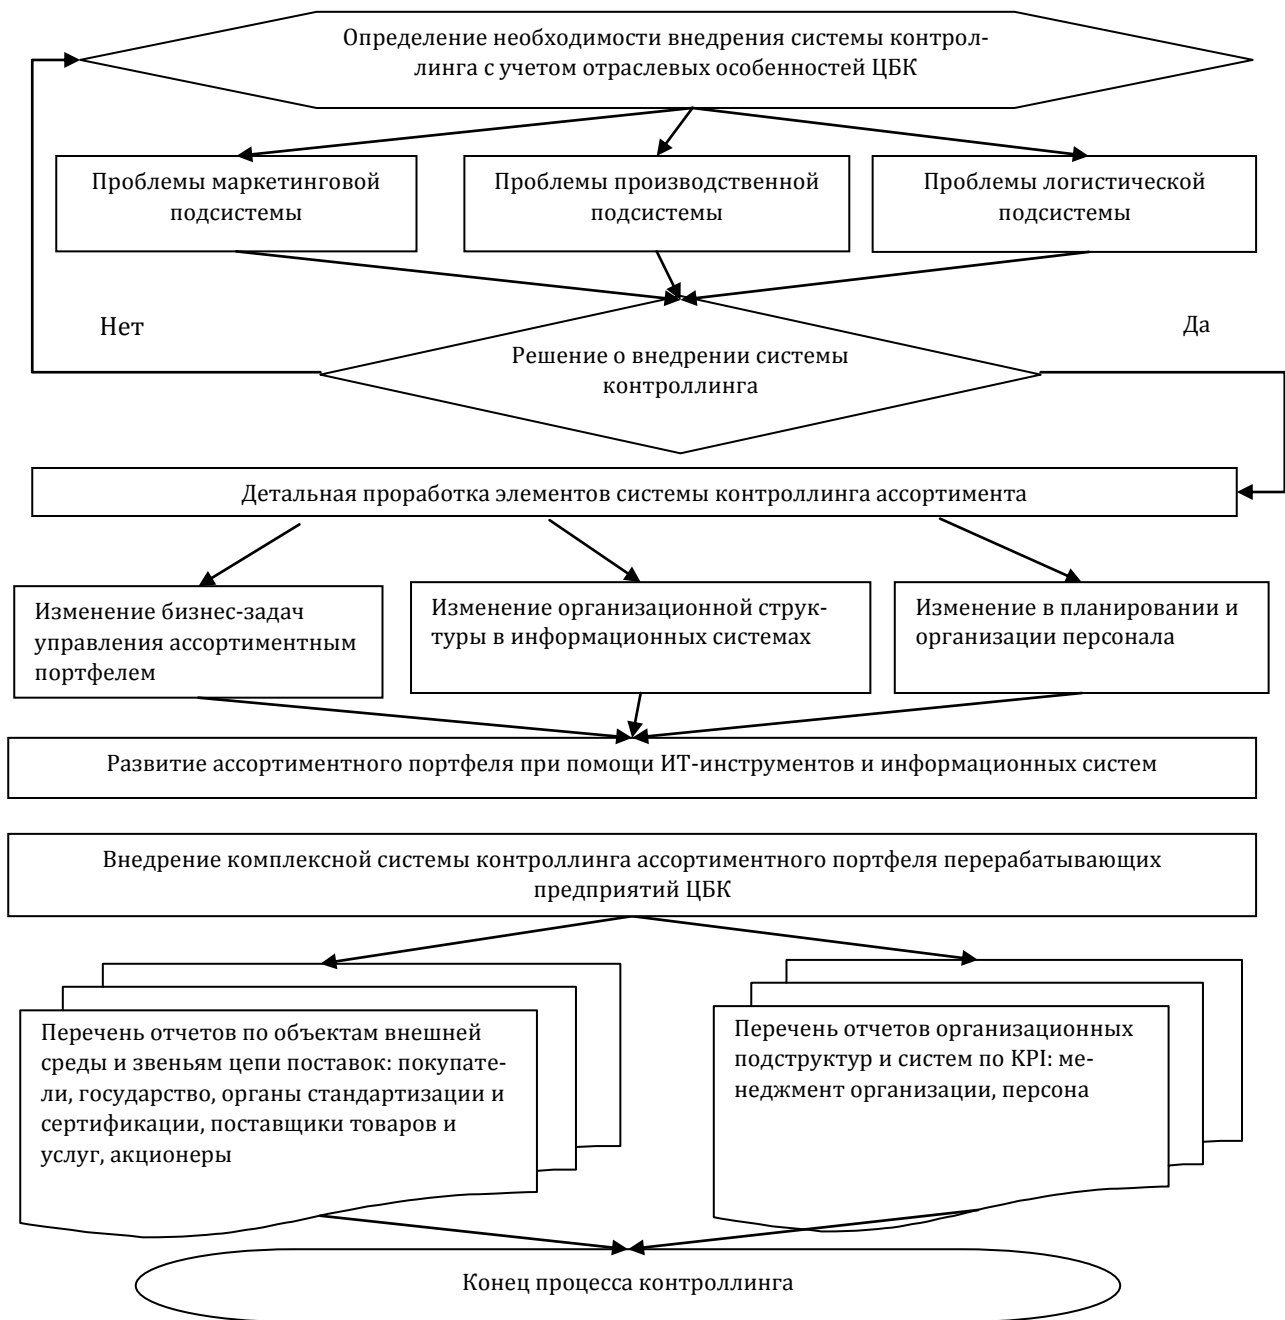 Определение необходимости внедрения системы контрол-
линга с учетом отраслевых особенностей ЦБК
Проблемы маркетинговой
подсистемы
Проблемы производственной
подсистемы
Проблемы логистической
подсистемы
Нет
Да
Решение о внедрении системы
контроллинга
Детальная проработка элементов системы контроллинга ассортимента
Изменение бизнес-задач
управления ассортиментным
портфелем
Изменение организационной струк-
туры в информационных системах
Изменение в планировании и
организации персонала
Развитие ассортиментного портфеля при помощи ИТ-инструментов и информационных систем
Внедрение комплексной системы контроллинга ассортиментного портфеля перерабатывающих
предприятий ЦБК
Перечень отчетов по объектам внешней
среды и звеньям цепи поставок: покупате-
ли, государство, органы стандартизации и
сертификации, поставщики товаров и
услуг, акционеры
Перечень отчетов организационных
подструктур и систем по KPI: ме-
неджмент организации, персона
Конец процесса контроллинга